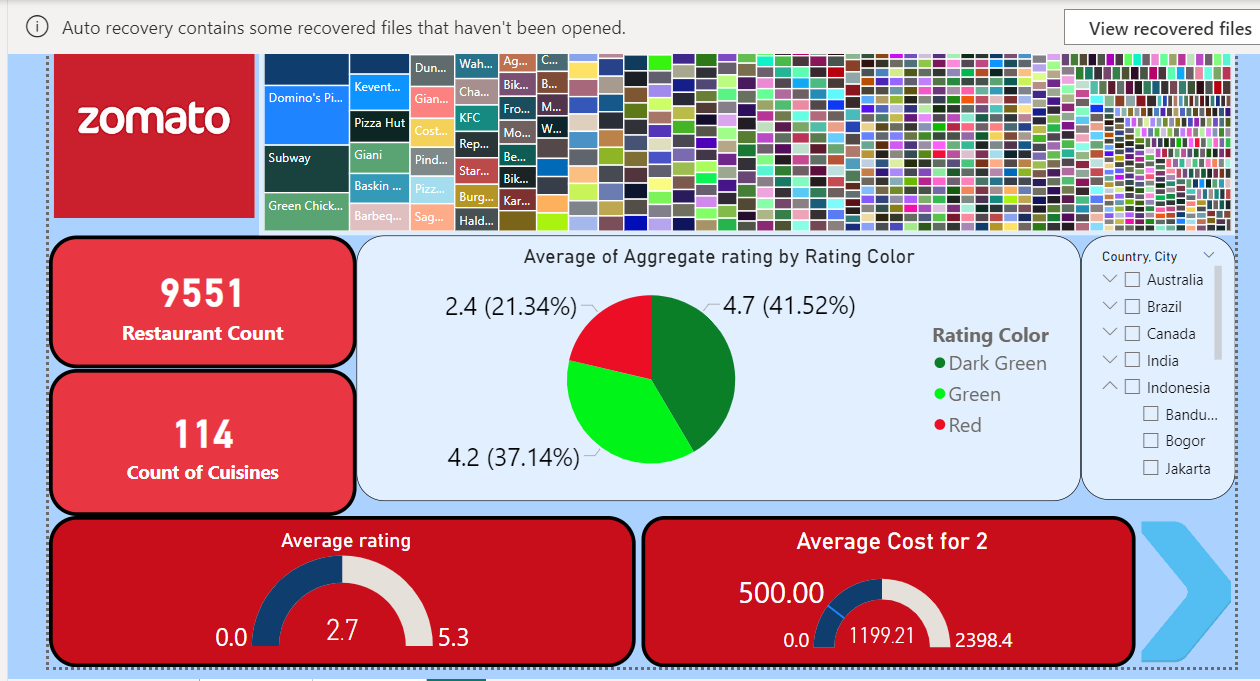 Auto recovery contains some recovered files that haven't been opened.
View recovered files
zomato
Domino's Pi...
Subway
Green Chick...
Kevent...
Pizza Hut
Giani
Baskin ...
Barbeq...
Dun...
Gian...
Cost...
Pind...
Pizz...
Sag...
Wah...
Cha...
KFC
Rep...
Star...
Burg...
Hald...
Ag...
Bik...
Fro...
Mo...
Be...
Bik...
Kar...
C...
B...
M...
W...
9551
Restaurant Count
114
Count of Cuisines
Average of Aggregate rating by Rating Color
2.4 (21.34%)
4.7 (41.52%)
4.2 (37.14%)
Rating Color
Dark Green
Green
Red
Country, City
Australia
Brazil
Canada
India
Indonesia
Bandu...
Bogor
Jakarta
Average rating
0.0
2.7
5.3
Average Cost for 2
500.00
0.0
1199.21
2398.4